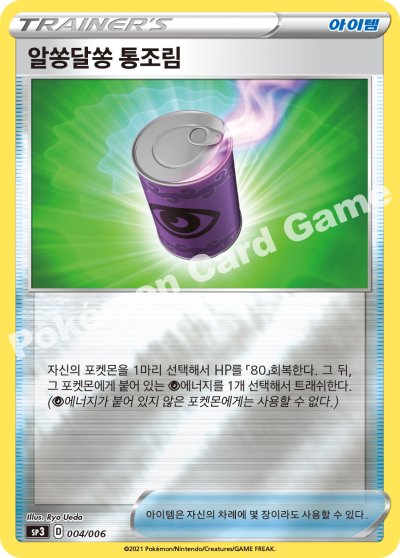 TRAINER'S 아이템
알쏭달쏭 통조림
Pokémon Card Game
자신의 포켓몬을 1마리 선택해서 HP를 「80」회복한다. 그 뒤,
그 포켓몬에게 붙어 있는 에너지를 1개 선택해서 트래쉬한다.
(에너지가 붙어 있지 않은 포켓몬에게는 사용할 수 없다.)
Illus. Ryo Ueda
SP3 D 004/006
아이템은 자신의 차례에 몇 장이라도 사용할 수 있다.
©2021 Pokémon/Nintendo/Creatures/GAME FREAK.